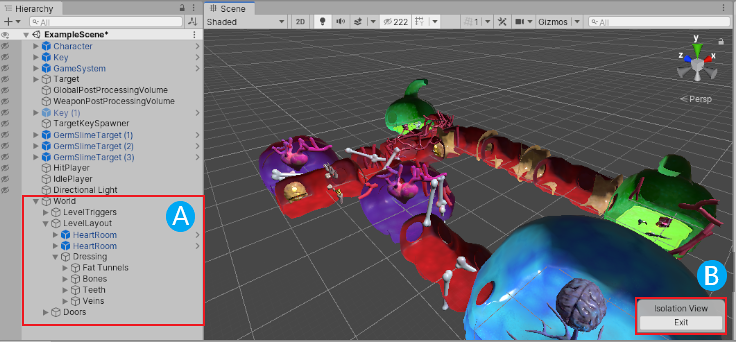 Hierarchy
+ All
ExampleScene*
Character
Key
GameSystem
Target
GlobalPostProcessingVolume
WeaponPostProcessingVolume
Key (1)
TargetKeySpawner
GermSlimeTarget (1)
GermSlimeTarget (2)
GermSlimeTarget (3)
HitPlayer
IdlePlayer
Directional Light
World
LevelTriggers
LevelLayout
HeartRoom
HeartRoom
Dressing
Fat Tunnels
Bones
Teeth
Veins
Doors
A
Scene
Shaded 2D 222 Gizmos All
y
z x
Persp
B
Isolation View
Exit